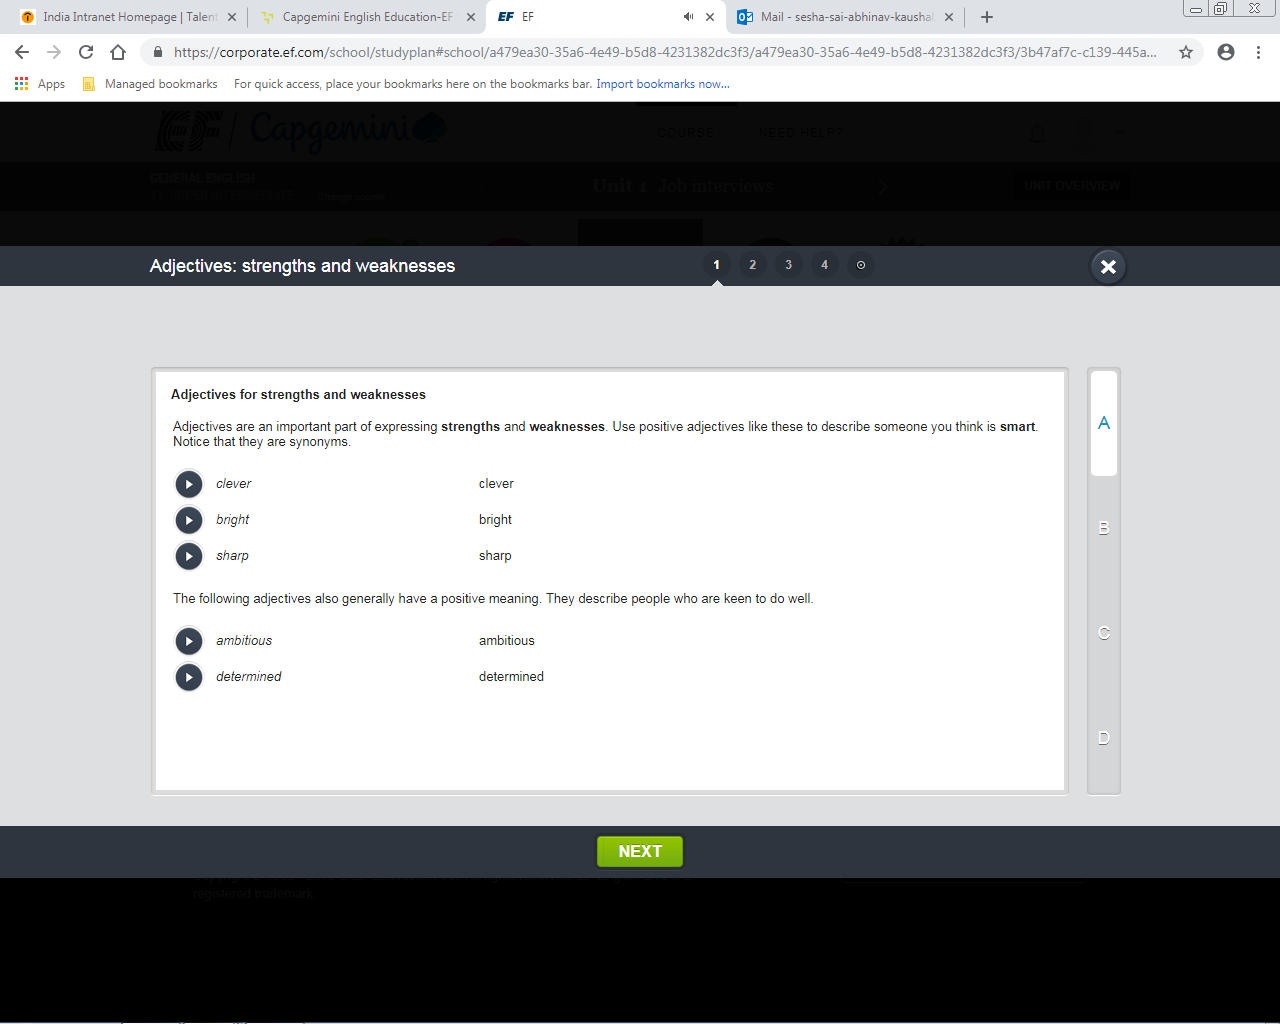 India Intranet Homepage | Talent
Capgemini English Education-EF
EF EF
Mail - sesha-sai-abhinav-kaushal
https://corporate.ef.com/school/studyplan#school/a479ea30-35a6-4e49-b5d8-4231382dc3f3/a479ea30-35a6-4e49-b5d8-4231382dc3f3/3b47af7c-c139-445a...
Apps Managed bookmarks For quick access, place your bookmarks here on the bookmarks bar. Import bookmarks now...
EF Capgemini
COURSE NEED HELP?
GENERAL ENGLISH
Unit 1 Job interviews
UNIT OVERVIEW
Change course
Adjectives: strengths and weaknesses
1 2 3 4
Adjectives for strengths and weaknesses
Adjectives are an important part of expressing strengths and weaknesses. Use positive adjectives like these to describe someone you think is smart.
Notice that they are synonyms.
clever clever
bright bright
sharp sharp
The following adjectives also generally have a positive meaning. They describe people who are keen to do well.
ambitious ambitious
determined determined
A
B
C
D
NEXT
registered trademark